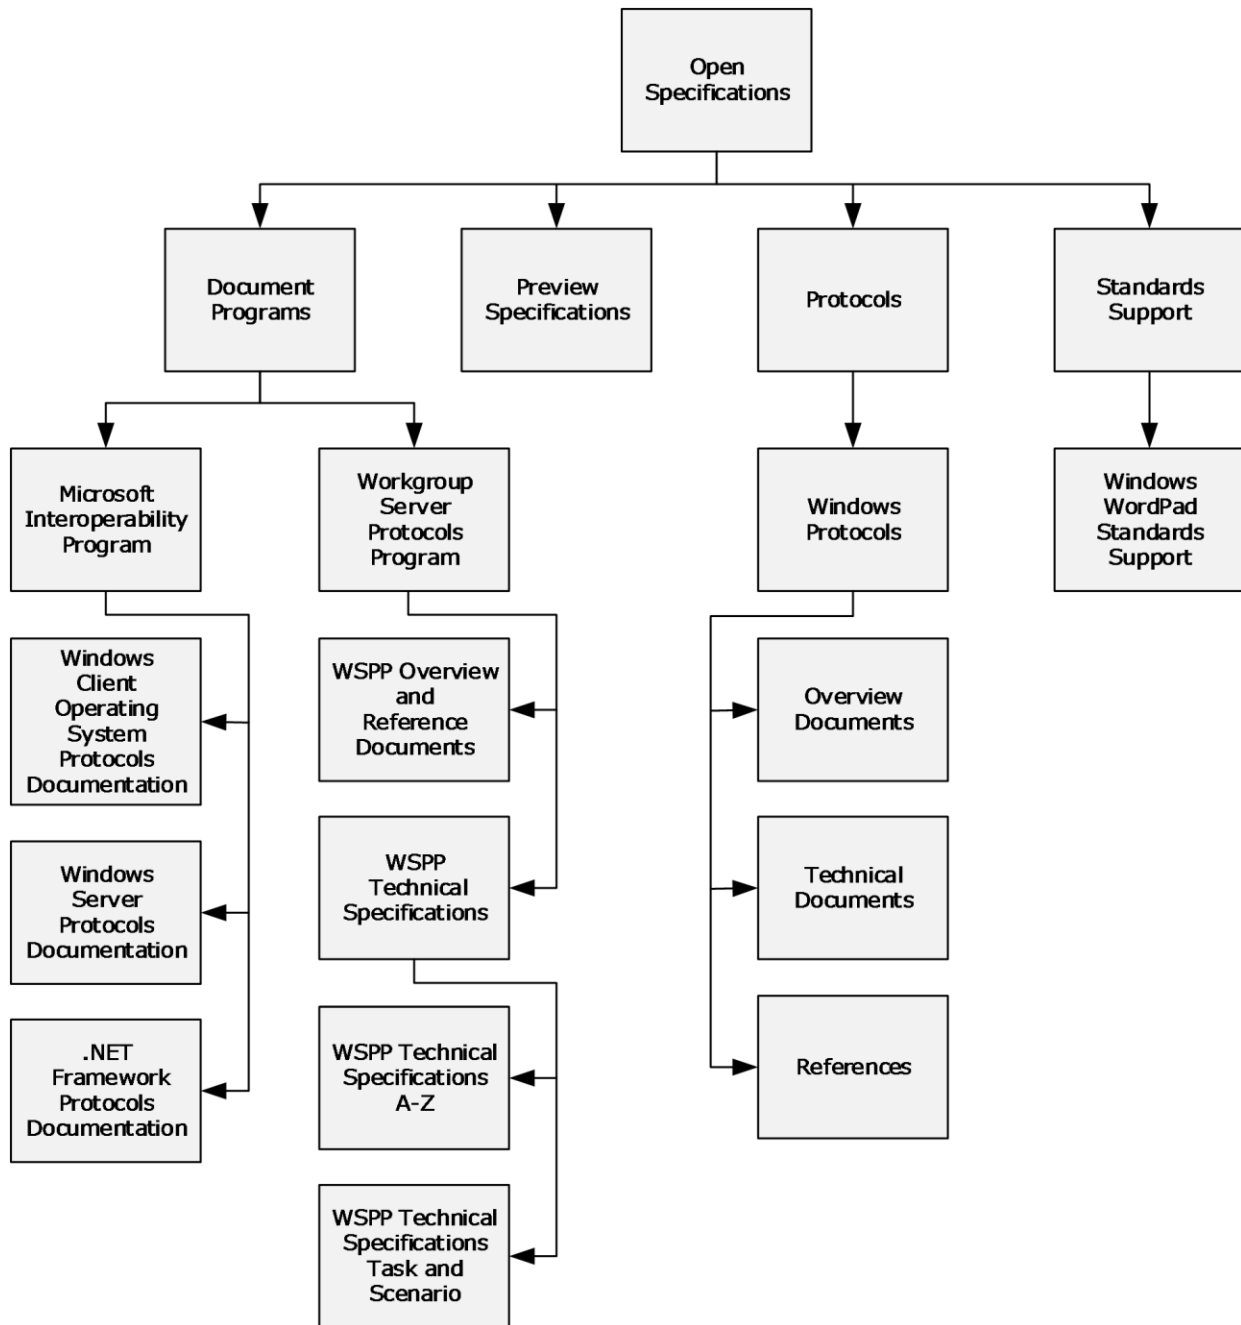 Open
Specifications
Document
Programs
Preview
Specifications
Protocols
Standards
Support
Microsoft
Interoperability
Program
Workgroup
Server
Protocols
Program
Windows
Protocols
Windows
WordPad
Standards
Support
Windows
Client
Operating
System
Protocols
Documentation
WSPP Overview
and
Reference
Documents
Overview
Documents
Windows
Server
Protocols
Documentation
WSPP
Technical
Specifications
Technical
Documents
.NET
Framework
Protocols
Documentation
WSPP Technical
Specifications
A-Z
References
WSPP Technical
Specifications
Task and
Scenario